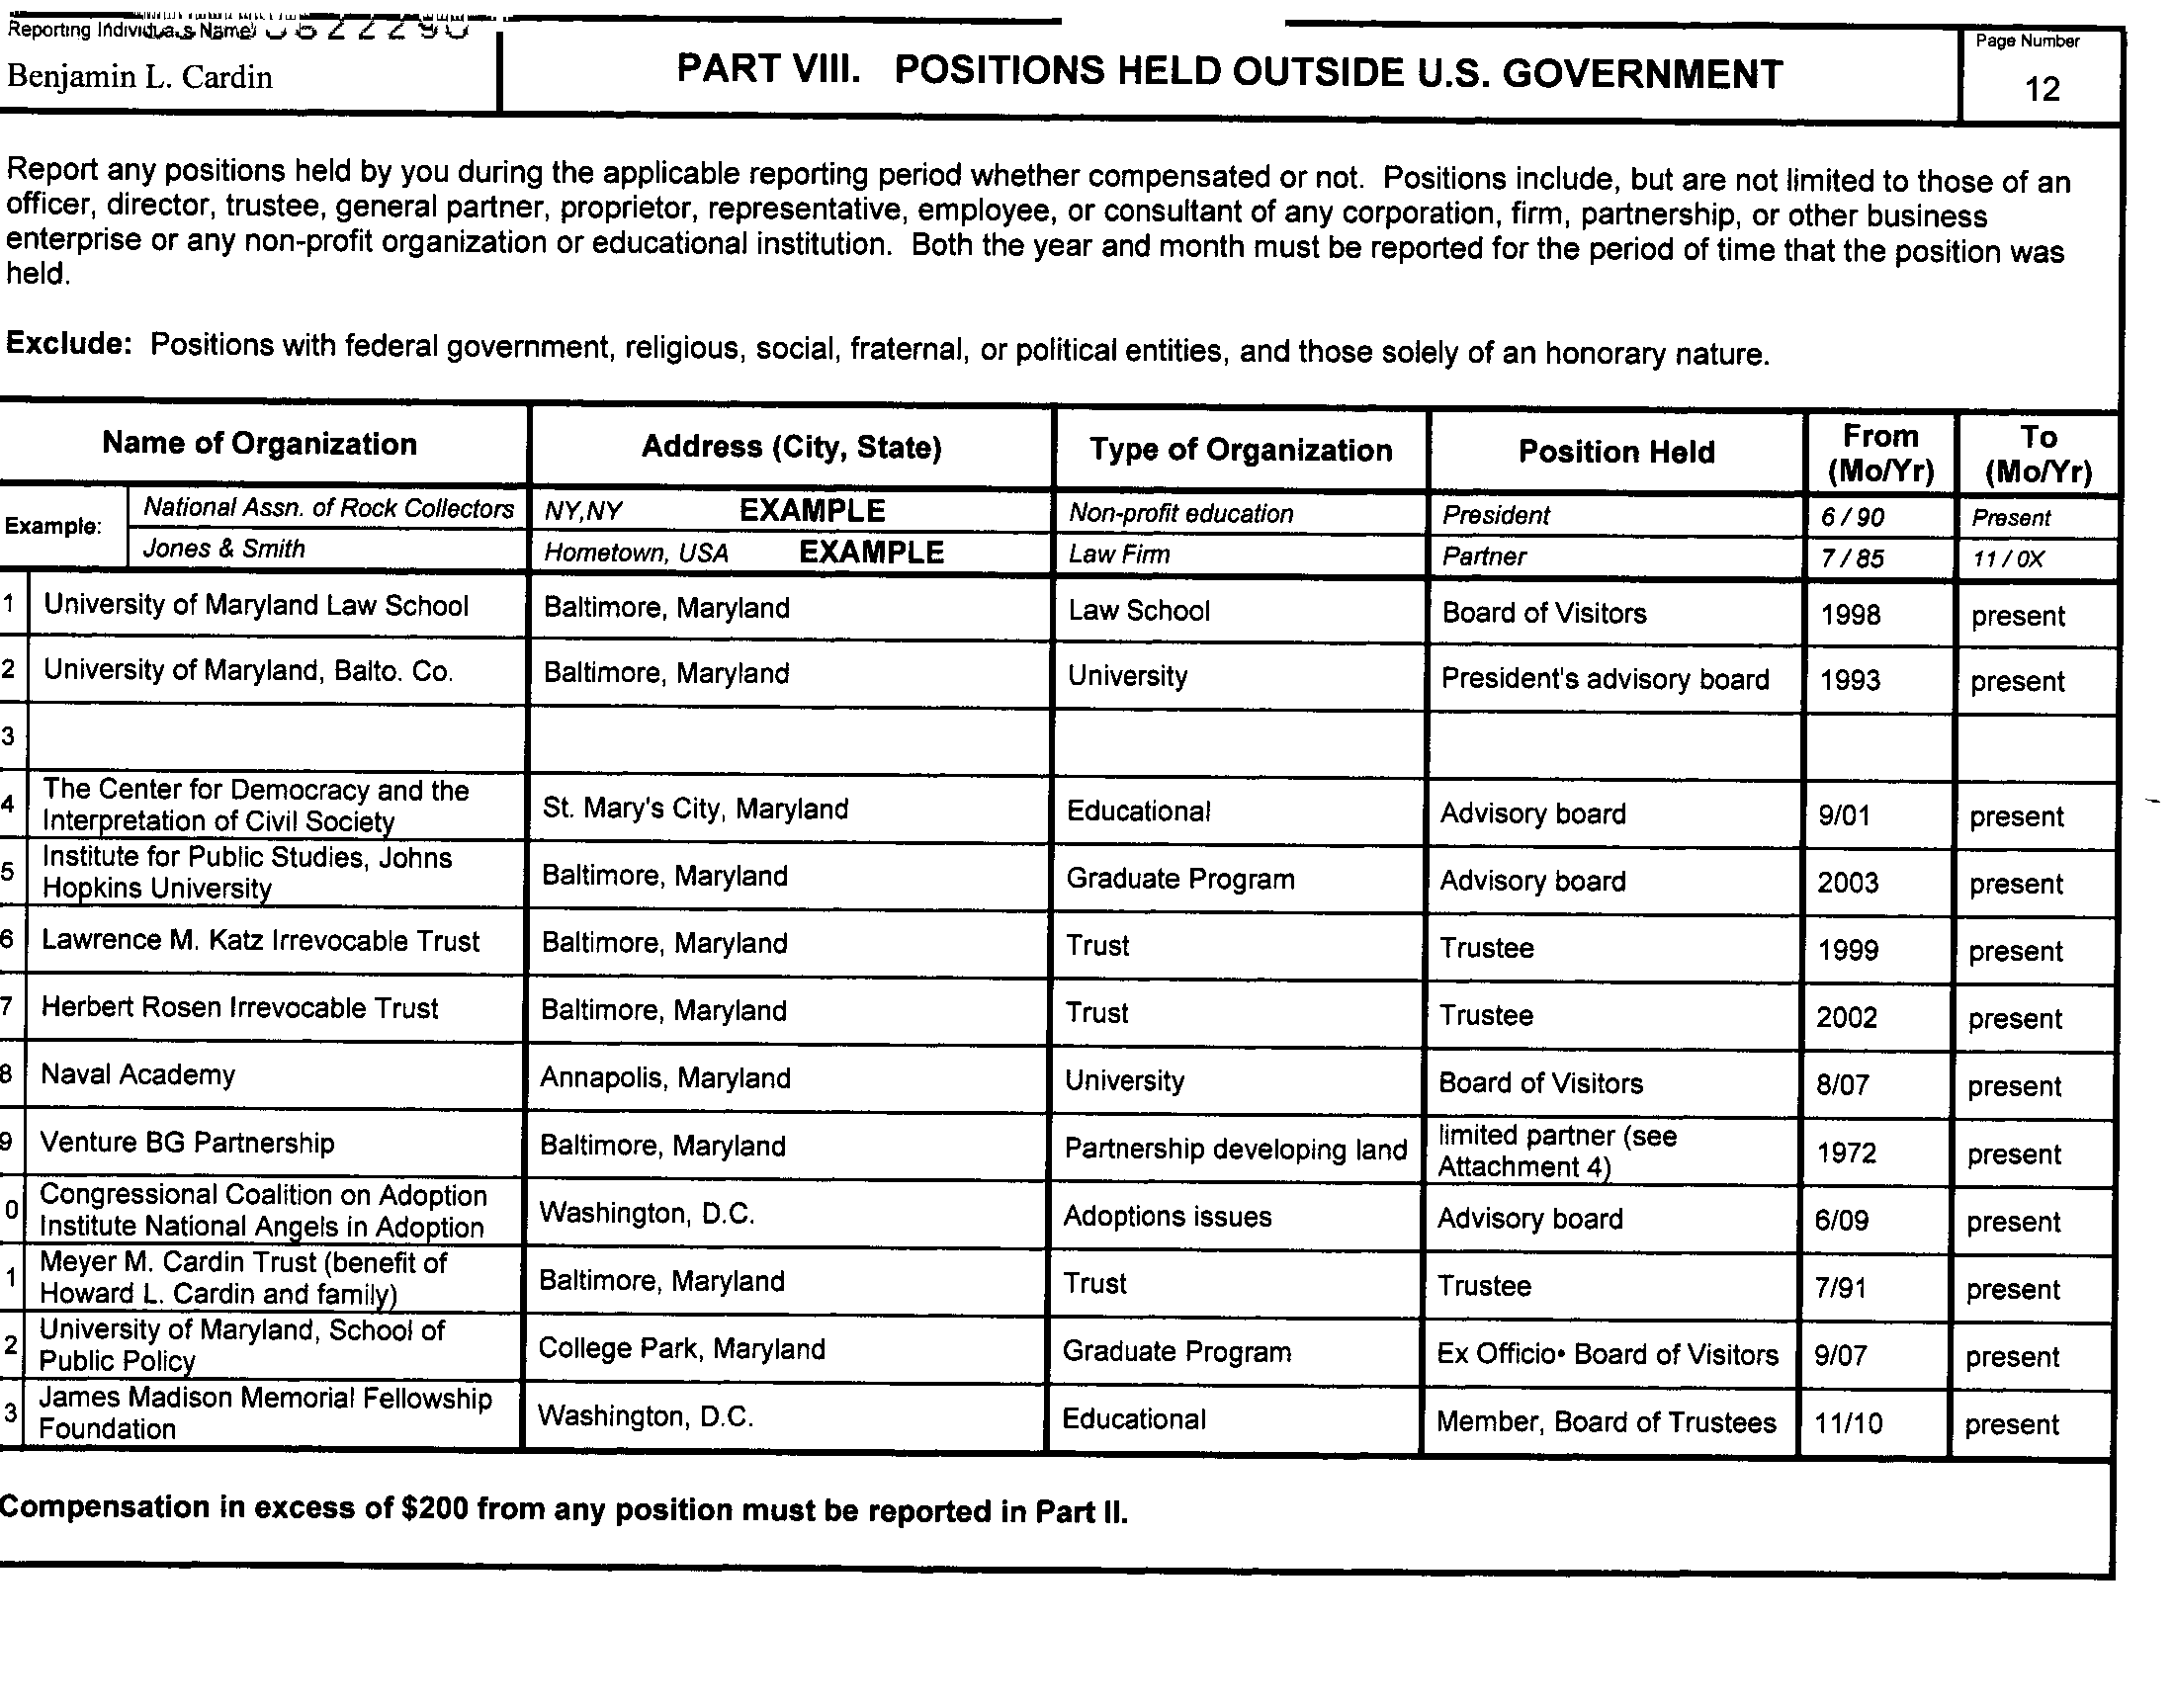 Reporting Individual's Name
Benjamin L. Cardin
PART VIII. POSITIONS HELD OUTSIDE U.S. GOVERNMENT
Page Number
12
Report any positions held by you during the applicable reporting period whether compensated or not. Positions include, but are not limited to those of an
officer, director, trustee, general partner, proprietor, representative, employee, or consultant of any corporation, firm, partnership, or other business
enterprise or any non-profit organization or educational institution. Both the year and month must be reported for the period of time that the position was
held.
Exclude: Positions with federal government, religious, social, fraternal, or political entities, and those solely of an honorary nature.
Name of Organization Address (City, State) Type of Organization Position Held From (Mo/Yr) To (Mo/Yr)
Example: National Assn. of Rock Collectors NY,NY EXAMPLE Non-profit education President 6 / 90 Present
Jones & Smith Hometown, USA EXAMPLE Law Firm Partner 7 / 85 11 / 0X
1 University of Maryland Law School Baltimore, Maryland Law School Board of Visitors 1998 present
2 University of Maryland, Balto. Co. Baltimore, Maryland University President's advisory board 1993 present
3
4 The Center for Democracy and the Interpretation of Civil Society St. Mary's City, Maryland Educational Advisory board 9/01 present
5 Institute for Public Studies, Johns Hopkins University Baltimore, Maryland Graduate Program Advisory board 2003 present
6 Lawrence M. Katz Irrevocable Trust Baltimore, Maryland Trust Trustee 1999 present
7 Herbert Rosen Irrevocable Trust Baltimore, Maryland Trust Trustee 2002 present
8 Naval Academy Annapolis, Maryland University Board of Visitors 8/07 present
9 Venture BG Partnership Baltimore, Maryland Partnership developing land limited partner (see Attachment 4) 1972 present
0 Congressional Coalition on Adoption Institute National Angels in Adoption Washington, D.C. Adoptions issues Advisory board 6/09 present
1 Meyer M. Cardin Trust (benefit of Howard L. Cardin and family) Baltimore, Maryland Trust Trustee 7/91 present
2 University of Maryland, School of Public Policy College Park, Maryland Graduate Program Ex Officio• Board of Visitors 9/07 present
3 James Madison Memorial Fellowship Foundation Washington, D.C. Educational Member, Board of Trustees 11/10 present
Compensation in excess of $200 from any position must be reported in Part II.